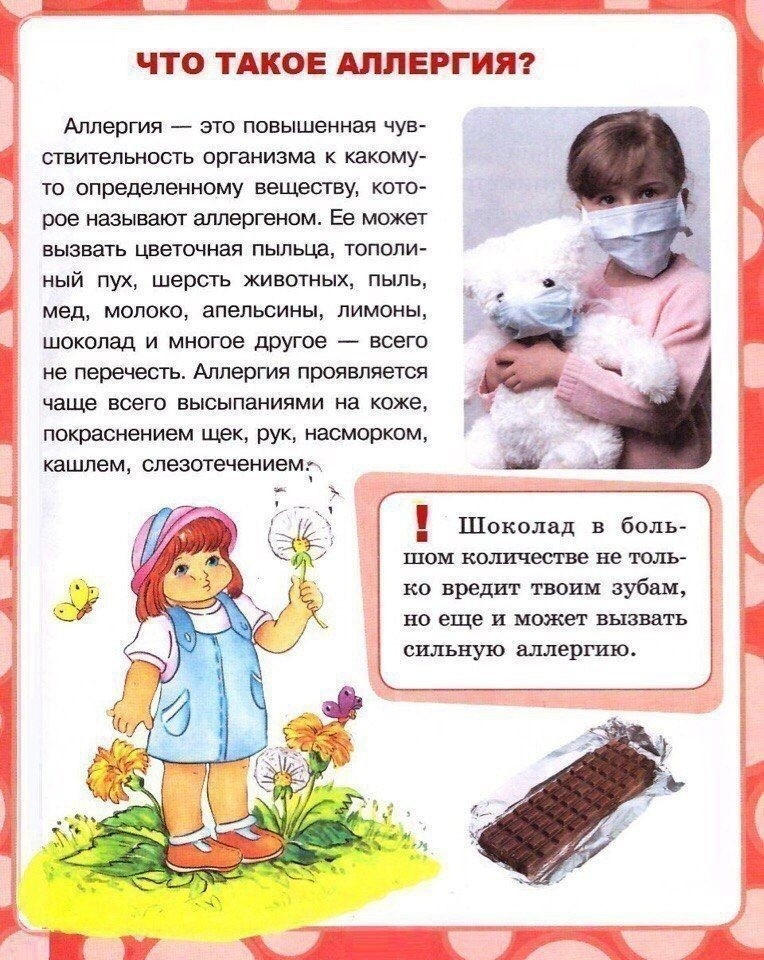 ЧТО ТАКОЕ АЛЛЕРГИЯ?
Аллергия — это повышенная чув-
ствительность организма к какому-
то определенному веществу, кото-
рое называют аллергеном. Ее может
вызвать цветочная пыльца, тополи-
ный пух, шерсть животных, пыль,
мед, молоко, апельсины, лимоны,
шоколад и многое другое — всего
не перечесть. Аллергия проявляется
чаще всего высыпаниями на коже,
покраснением щек, рук, насморком,
кашлем, слезотечением.
! Шоколад в боль-
шом количестве не толь-
ко вредит твоим зубам,
но еще и может вызвать
сильную аллергию.